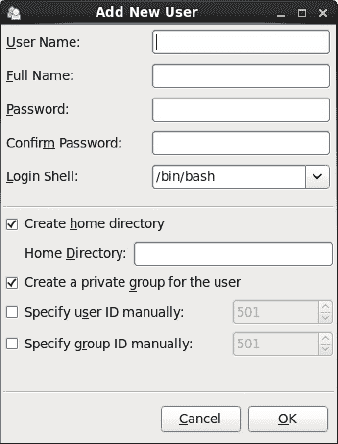 Add New User
User Name:
Full Name:
Password:
Confirm Password:
Login Shell: /bin/bash
Create home directory
Home Directory:
Create a private group for the user
Specify user ID manually: 501
Specify group ID manually: 501
Cancel OK